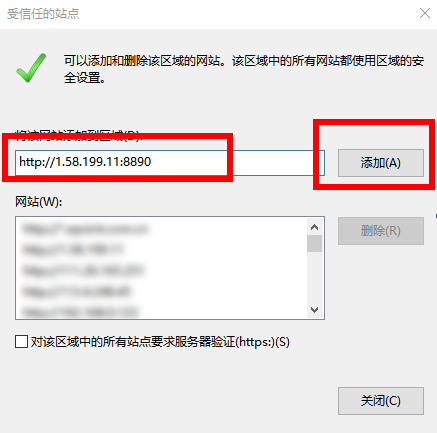 受信任的站点
可以添加和删除该区域的网站。该区域中的所有网站都使用区域的安
全设置。
将该网站添加到区域(D):
http://1.58.199.11:8890
添加(A)
网站(W):
删除(R)
对该区域中的所有站点要求服务器验证(https:)(S)
关闭(C)